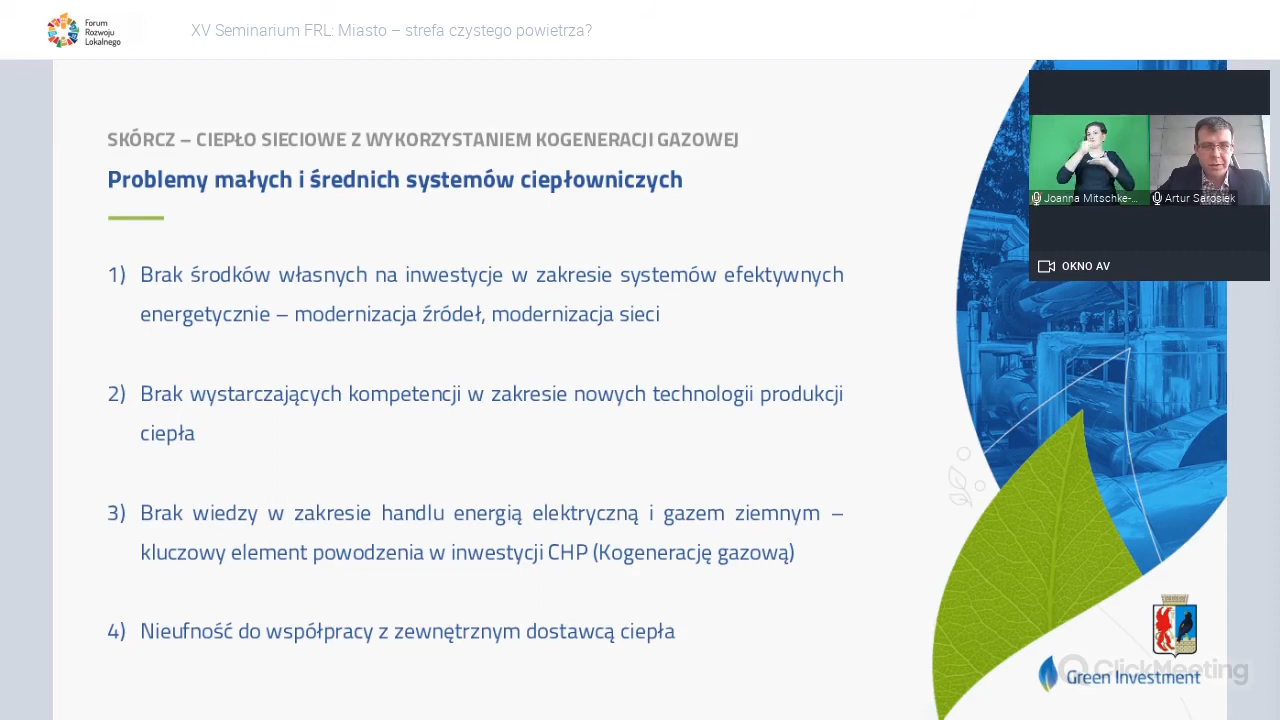 Forum
Rozwoju
Lokalnego
XV Seminarium FRL: Miasto – strefa czystego powietrza?
SKÓRCZ – CIEPŁO SIECIOWE Z WYKORZYSTANIEM KOGENERACJI GAZOWEJ
Problemy małych i średnich systemów ciepłowniczych
1) Brak środków własnych na inwestycje w zakresie systemów efektywnych
energetycznie – modernizacja źródeł, modernizacja sieci
2) Brak wystarczających kompetencji w zakresie nowych technologii produkcji
ciepła
3) Brak wiedzy w zakresie handlu energią elektryczną i gazem ziemnym –
kluczowy element powodzenia w inwestycji CHP (Kogenerację gazową)
4) Nieufność do współpracy z zewnętrznym dostawcą ciepła
Joanna Mitschke-...
Artur Sarosiek
OKNO AV
ClickMeeting
Green Investment